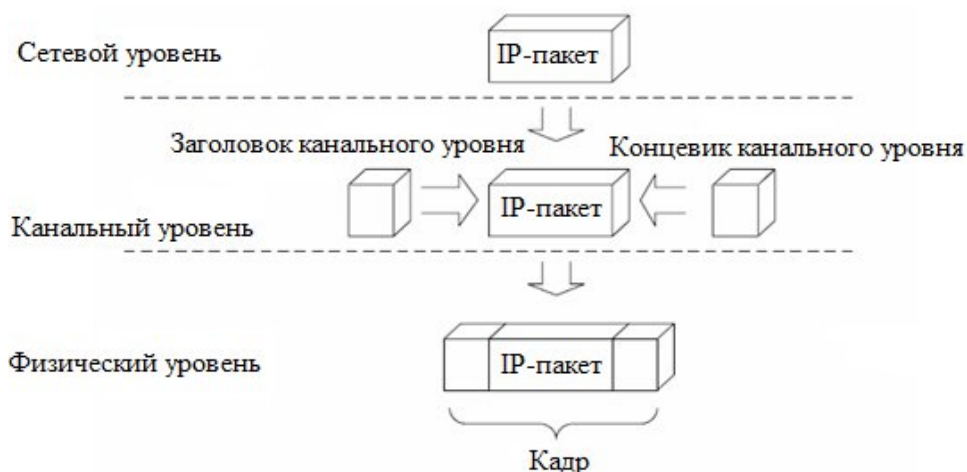 Сетевой уровень
IP-пакет
Заголовок канального уровня
Концевик канального уровня
IP-пакет
Канальный уровень
Физический уровень
IP-пакет
Кадр